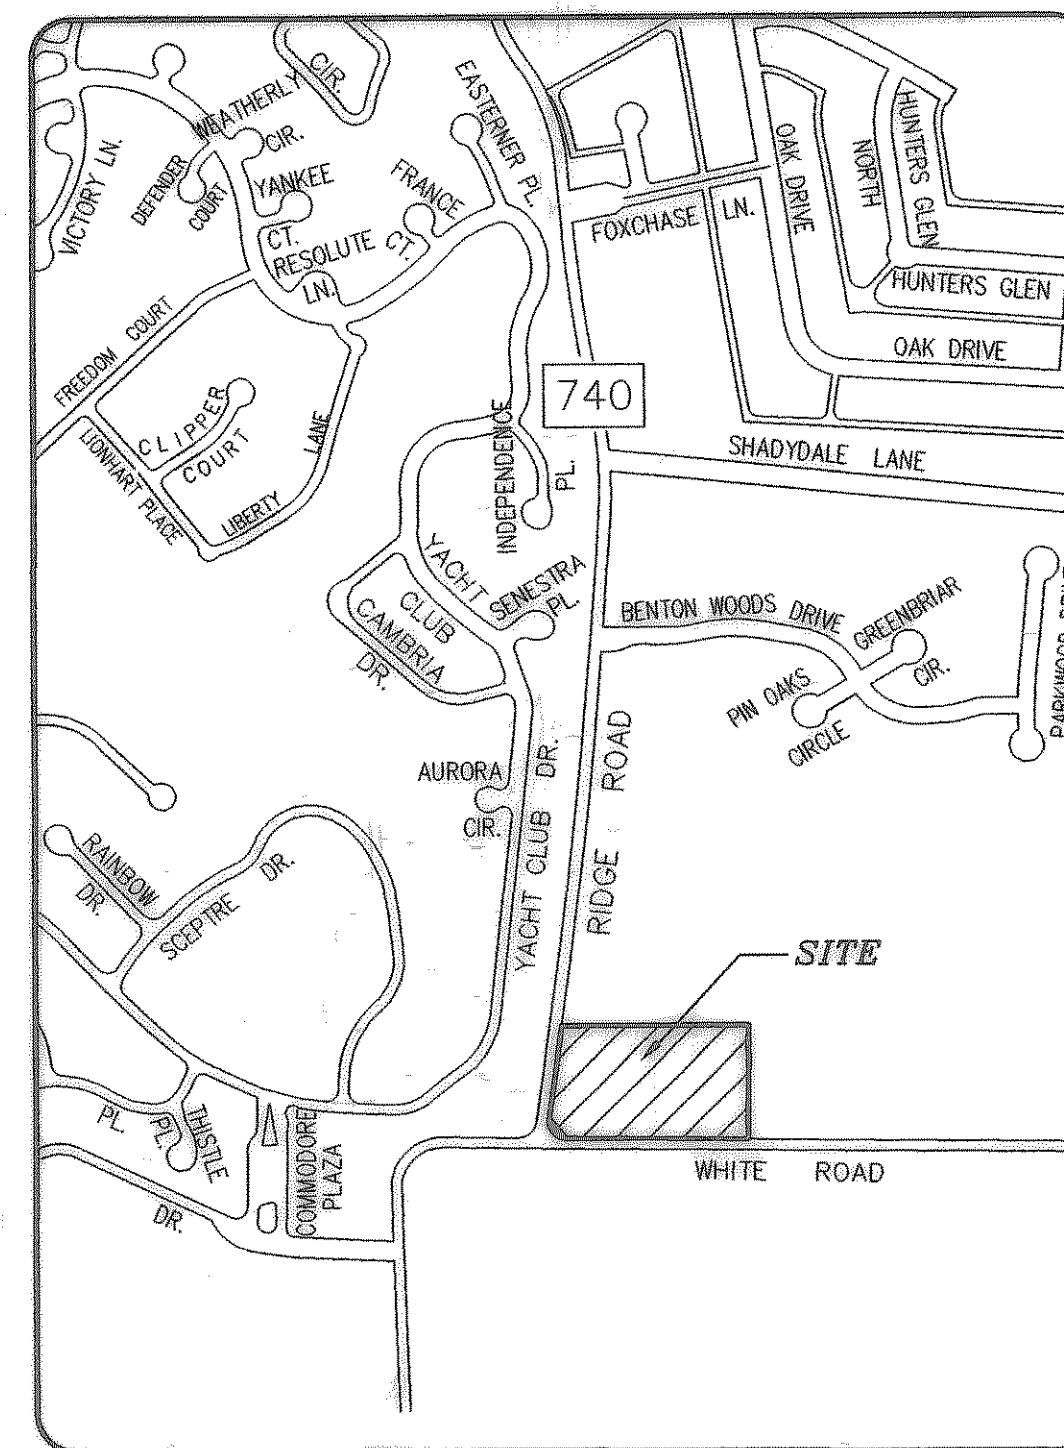 CIR.
WEATHERLY
CIR.
EASTERNER PL.
VICTORY LN.
DEFENDER
COURT
YANKEE
CT.
FRANCE
CT.
RESOLUTE
LN.
OAK DRIVE
NORTH
HUNTERS GLEN
FOXCHASE LN.
HUNTERS GLEN
OAK DRIVE
FREEDOM COURT
740
CLIPPER
COURT
LIONHART PLACE
LIBERTY
LANE
INDEPENDENCE
PL.
SHADYDALE LANE
YACHT
CLUB
SENESTRA
PL.
CAMBRIA
DR.
BENTON WOODS DRIVE
GREENBRIAR
CIR.
PIN OAKS
CIRCLE
AURORA
CIR.
YACHT CLUB DR.
RIDGE ROAD
RAINBOW
DR.
SCEPTRE DR.
SITE
PL.
PL.
THISTLE
COMMODORE
PLAZA
DR.
WHITE ROAD